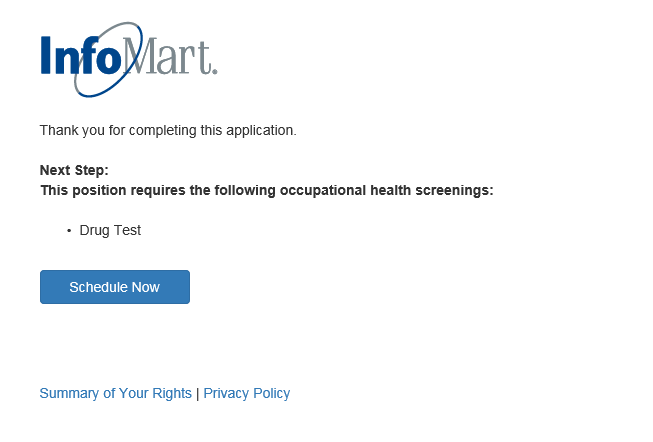 InfoMart.
Thank you for completing this application.
Next Step:
This position requires the following occupational health screenings:
• Drug Test
Schedule Now
Summary of Your Rights | Privacy Policy